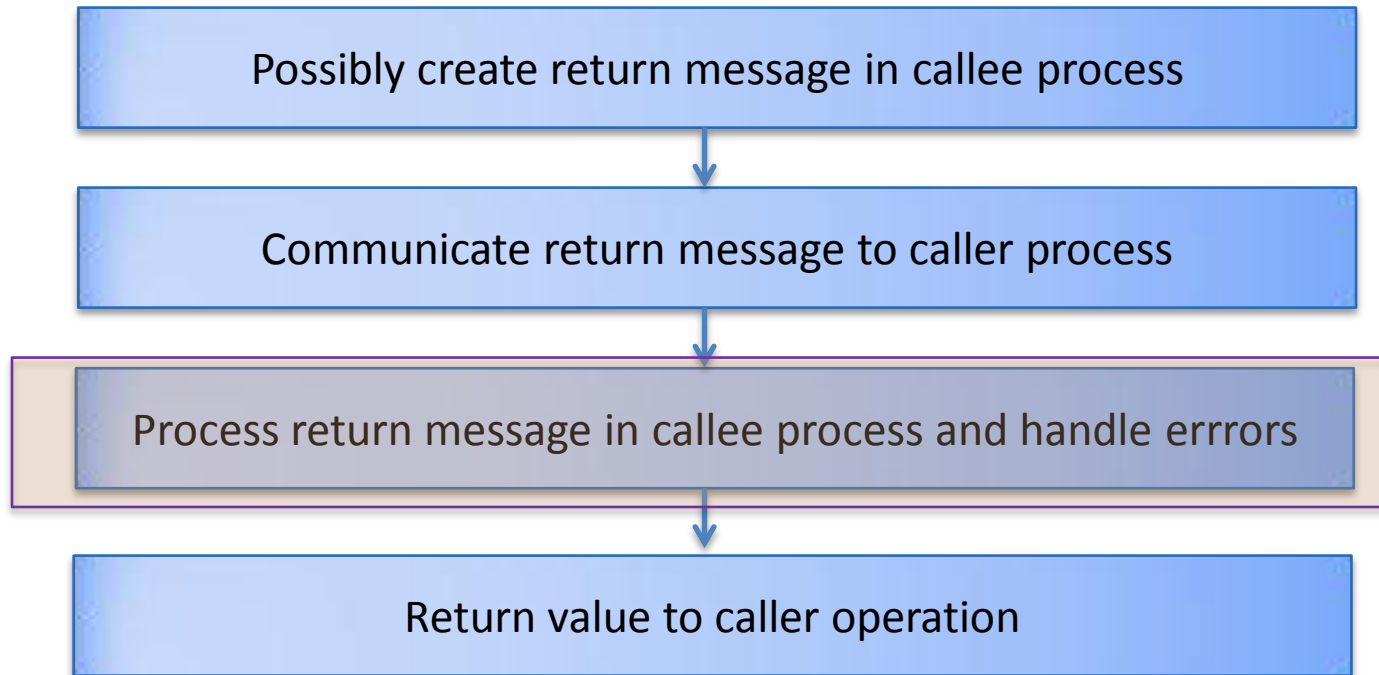 Possibly create return message in callee process
Communicate return message to caller process
Process return message in callee process and handle errrors
Return value to caller operation